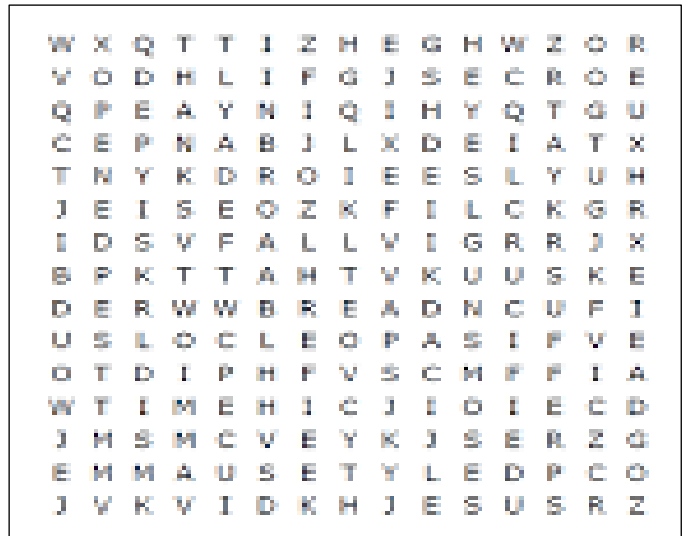 W X Q T T I Z H E G H W Z O R
V O D H L I F G J S E C R O E
Q P E A Y N I Q I H Y Q T G U
C E P N A B J L X D E I A T X
T N Y K D R O I E E S L Y U H
J E I S E O Z K F I L C K G R
I D S V F A L L V I G R R J X
B P K T T A H T V K U U S K E
D E R W W B R E A D N C U F I
U S L O C L E O P A S I F V E
O T D I P H F V S C M F F I A
W T I M E H I C J I O I E C D
J M S M C V E Y K J S E R Z G
E M M A U S E T Y L E D P C O
J V K V I D K H J E S U S R Z